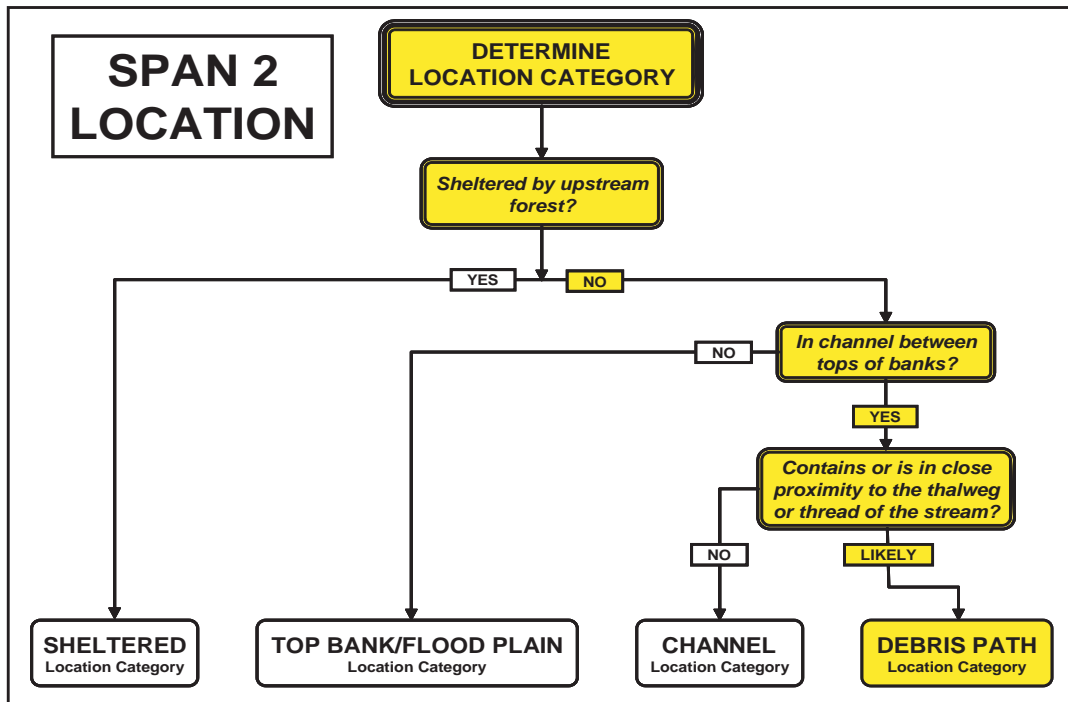 SPAN 2
LOCATION
DETERMINE
LOCATION CATEGORY
Sheltered by upstream
forest?
YES
NO
In channel between
tops of banks?
NO
YES
Contains or is in close
proximity to the thalweg
or thread of the stream?
NO
LIKELY
SHELTERED
Location Category
TOP BANK/FLOOD PLAIN
Location Category
CHANNEL
Location Category
DEBRIS PATH
Location Category